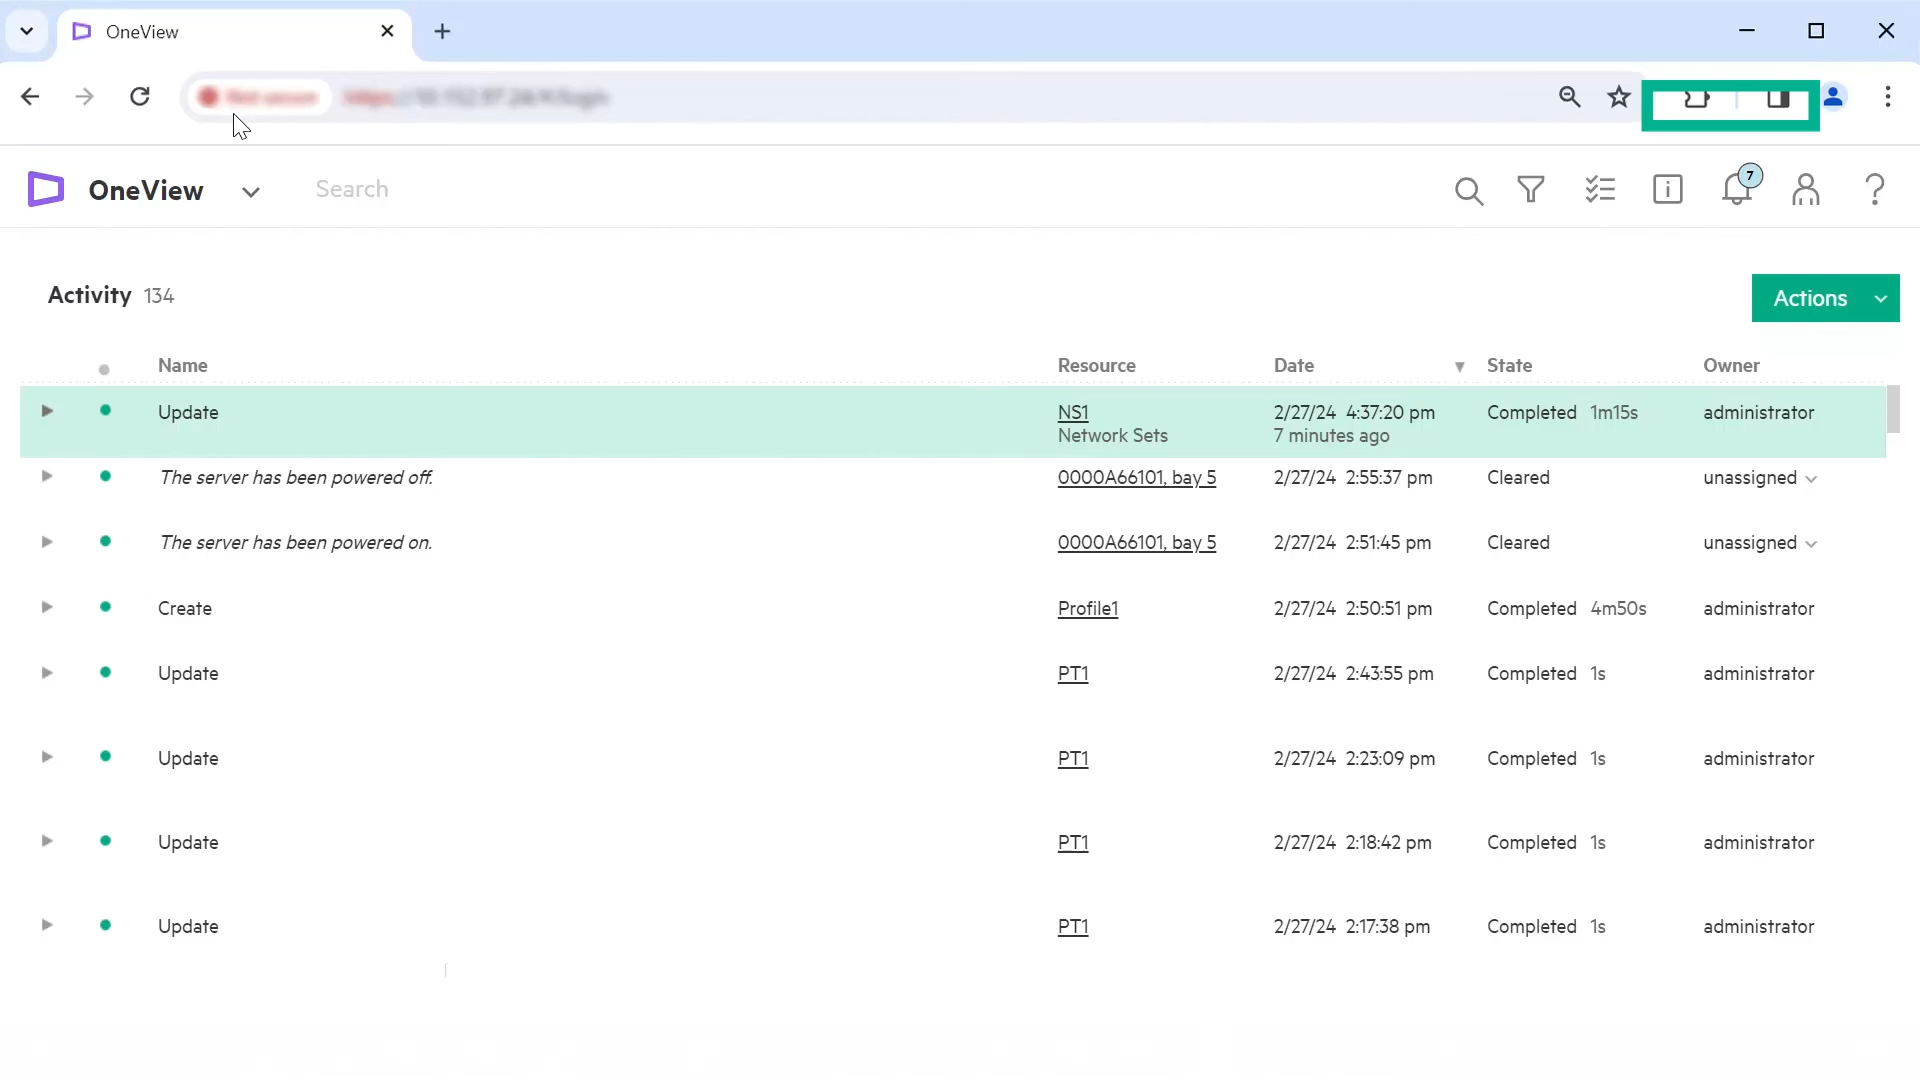 OneView
OneView Search 7
Activity 134
Actions
Name Resource Date State Owner
Update NS1 2/27/24 4:37:20 pm Completed 1m15s administrator
Network Sets 7 minutes ago
The server has been powered off. 0000A66101, bay 5 2/27/24 2:55:37 pm Cleared unassigned
The server has been powered on. 0000A66101, bay 5 2/27/24 2:51:45 pm Cleared unassigned
Create Profile1 2/27/24 2:50:51 pm Completed 4m50s administrator
Update PT1 2/27/24 2:43:55 pm Completed 1s administrator
Update PT1 2/27/24 2:23:09 pm Completed 1s administrator
Update PT1 2/27/24 2:18:42 pm Completed 1s administrator
Update PT1 2/27/24 2:17:38 pm Completed 1s administrator